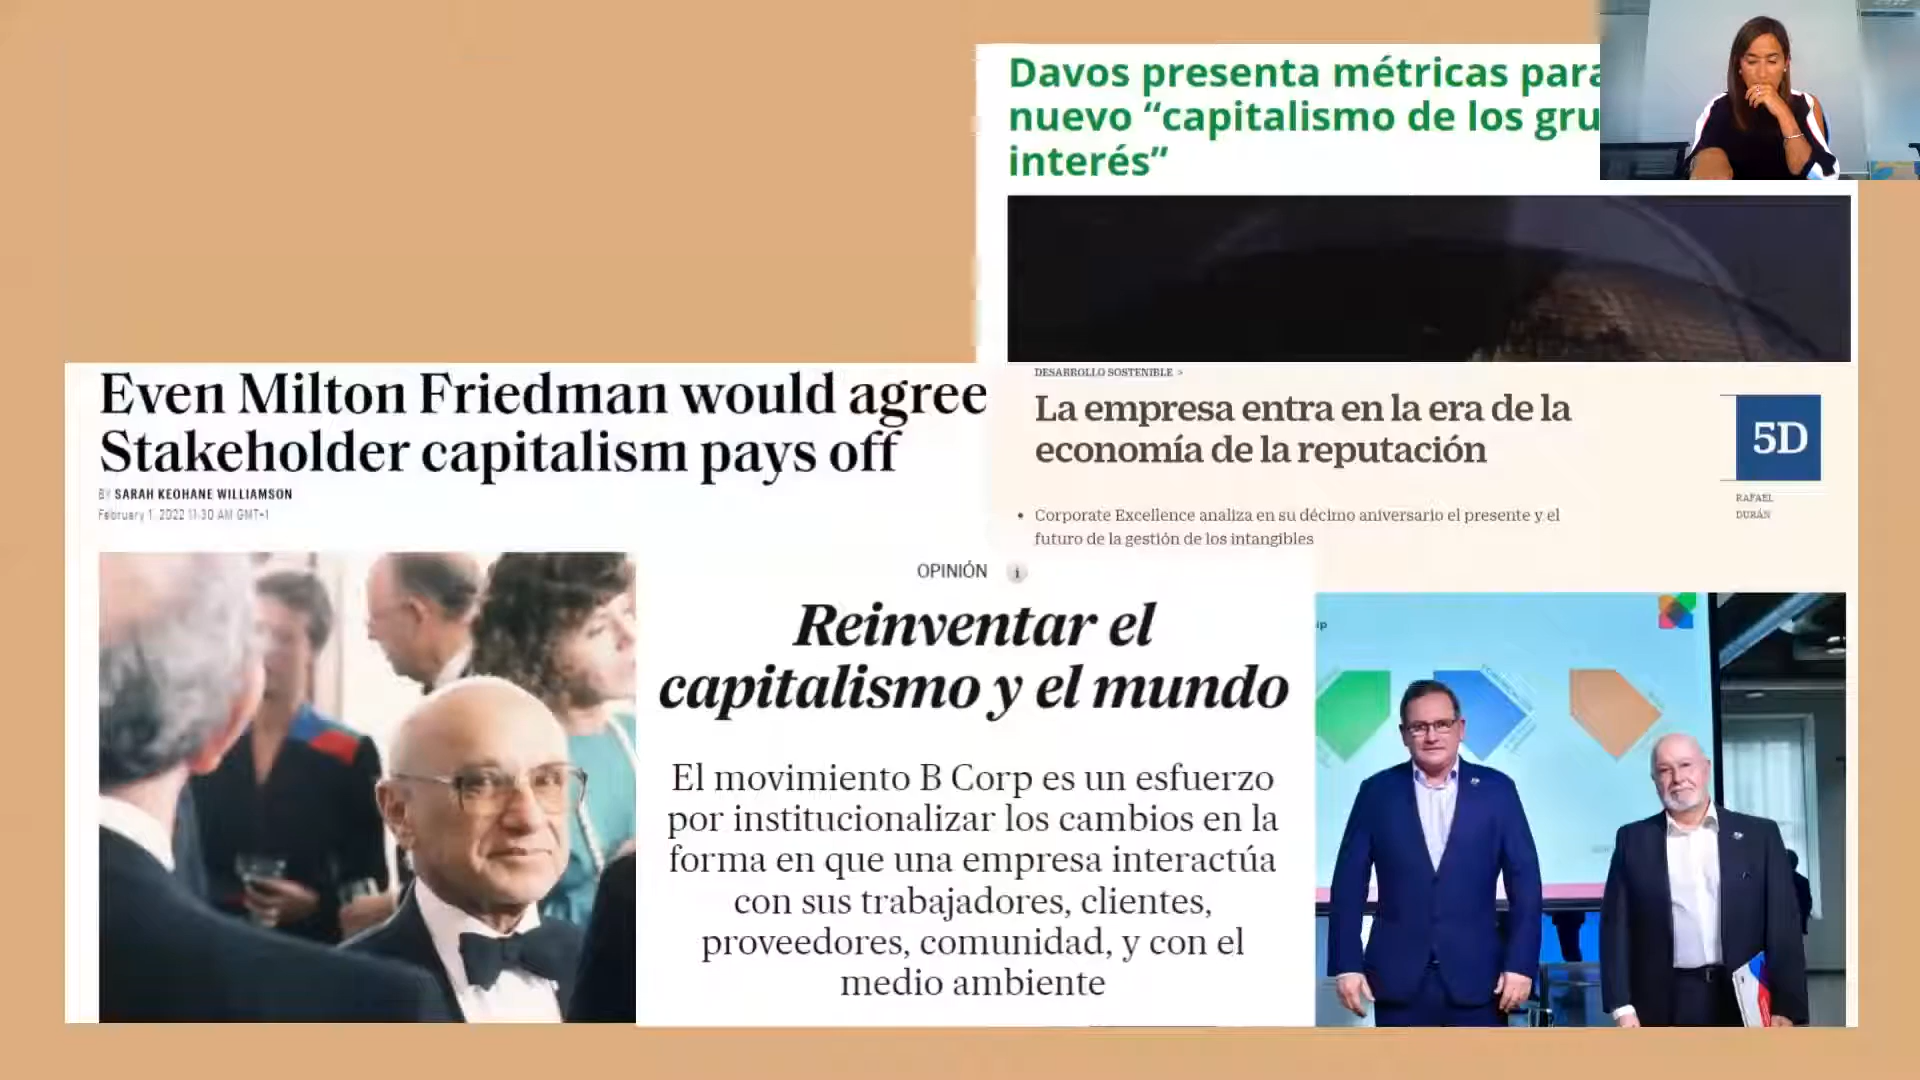 Davos presenta métricas para
nuevo “capitalismo de los gru
interés”
Even Milton Friedman would agree
Stakeholder capitalism pays off
BY SARAH KEOHANE WILLIAMSON
February 1, 2022 11:30 AM GMT+1
DESARROLLO SOSTENIBLE >
La empresa entra en la era de la
economía de la reputación
5D
RAFAEL
DURÁN
• Corporate Excellence analiza en su décimo aniversario el presente y el
futuro de la gestión de los intangibles
OPINIÓN i
Reinventar el
capitalismo y el mundo
El movimiento B Corp es un esfuerzo
por institucionalizar los cambios en la
forma en que una empresa interactúa
con sus trabajadores, clientes,
proveedores, comunidad, y con el
medio ambiente
ip